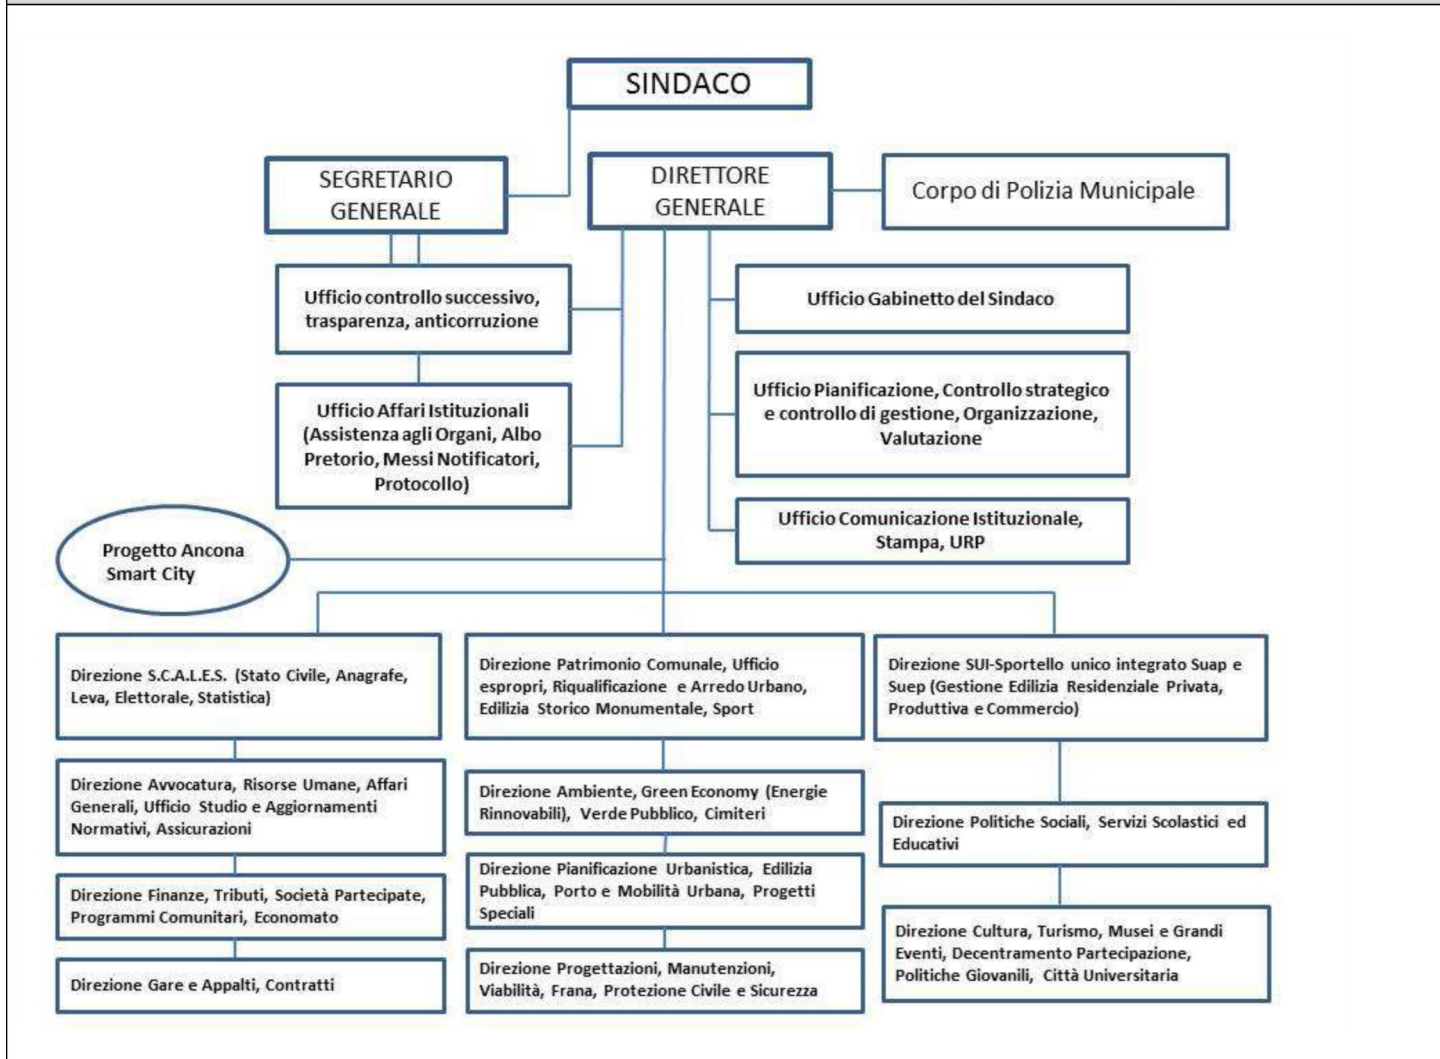 SINDACO
SEGRETARIO
GENERALE
DIRETTORE
GENERALE
Corpo di Polizia Municipale
Ufficio controllo successivo,
trasparenza, anticorruzione
Ufficio Gabinetto del Sindaco
Ufficio Affari Istituzionali
(Assistenza agli Organi, Albo
Pretorio, Messi Notificatori,
Protocollo)
Ufficio Pianificazione, Controllo strategico
e controllo di gestione, Organizzazione,
Valutazione
Ufficio Comunicazione Istituzionale,
Stampa, URP
Progetto Ancona
Smart City
Direzione S.C.A.L.E.S. (Stato Civile, Anagrafe,
Leva, Elettorale, Statistica)
Direzione Avvocatura, Risorse Umane, Affari
Generali, Ufficio Studio e Aggiornamenti
Normativi, Assicurazioni
Direzione Finanze, Tributi, Società Partecipate,
Programmi Comunitari, Economato
Direzione Gare e Appalti, Contratti
Direzione Patrimonio Comunale, Ufficio
espropri, Riqualificazione e Arredo Urbano,
Edilizia Storico Monumentale, Sport
Direzione Ambiente, Green Economy (Energie
Rinnovabili), Verde Pubblico, Cimiteri
Direzione Pianificazione Urbanistica, Edilizia
Pubblica, Porto e Mobilità Urbana, Progetti
Speciali
Direzione Progettazioni, Manutenzioni,
Viabilità, Frana, Protezione Civile e Sicurezza
Direzione SUI-Sportello unico integrato Suap e
Suep (Gestione Edilizia Residenziale Privata,
Produttiva e Commercio)
Direzione Politiche Sociali, Servizi Scolastici ed
Educativi
Direzione Cultura, Turismo, Musei e Grandi
Eventi, Decentramento Partecipazione,
Politiche Giovanili, Città Universitaria